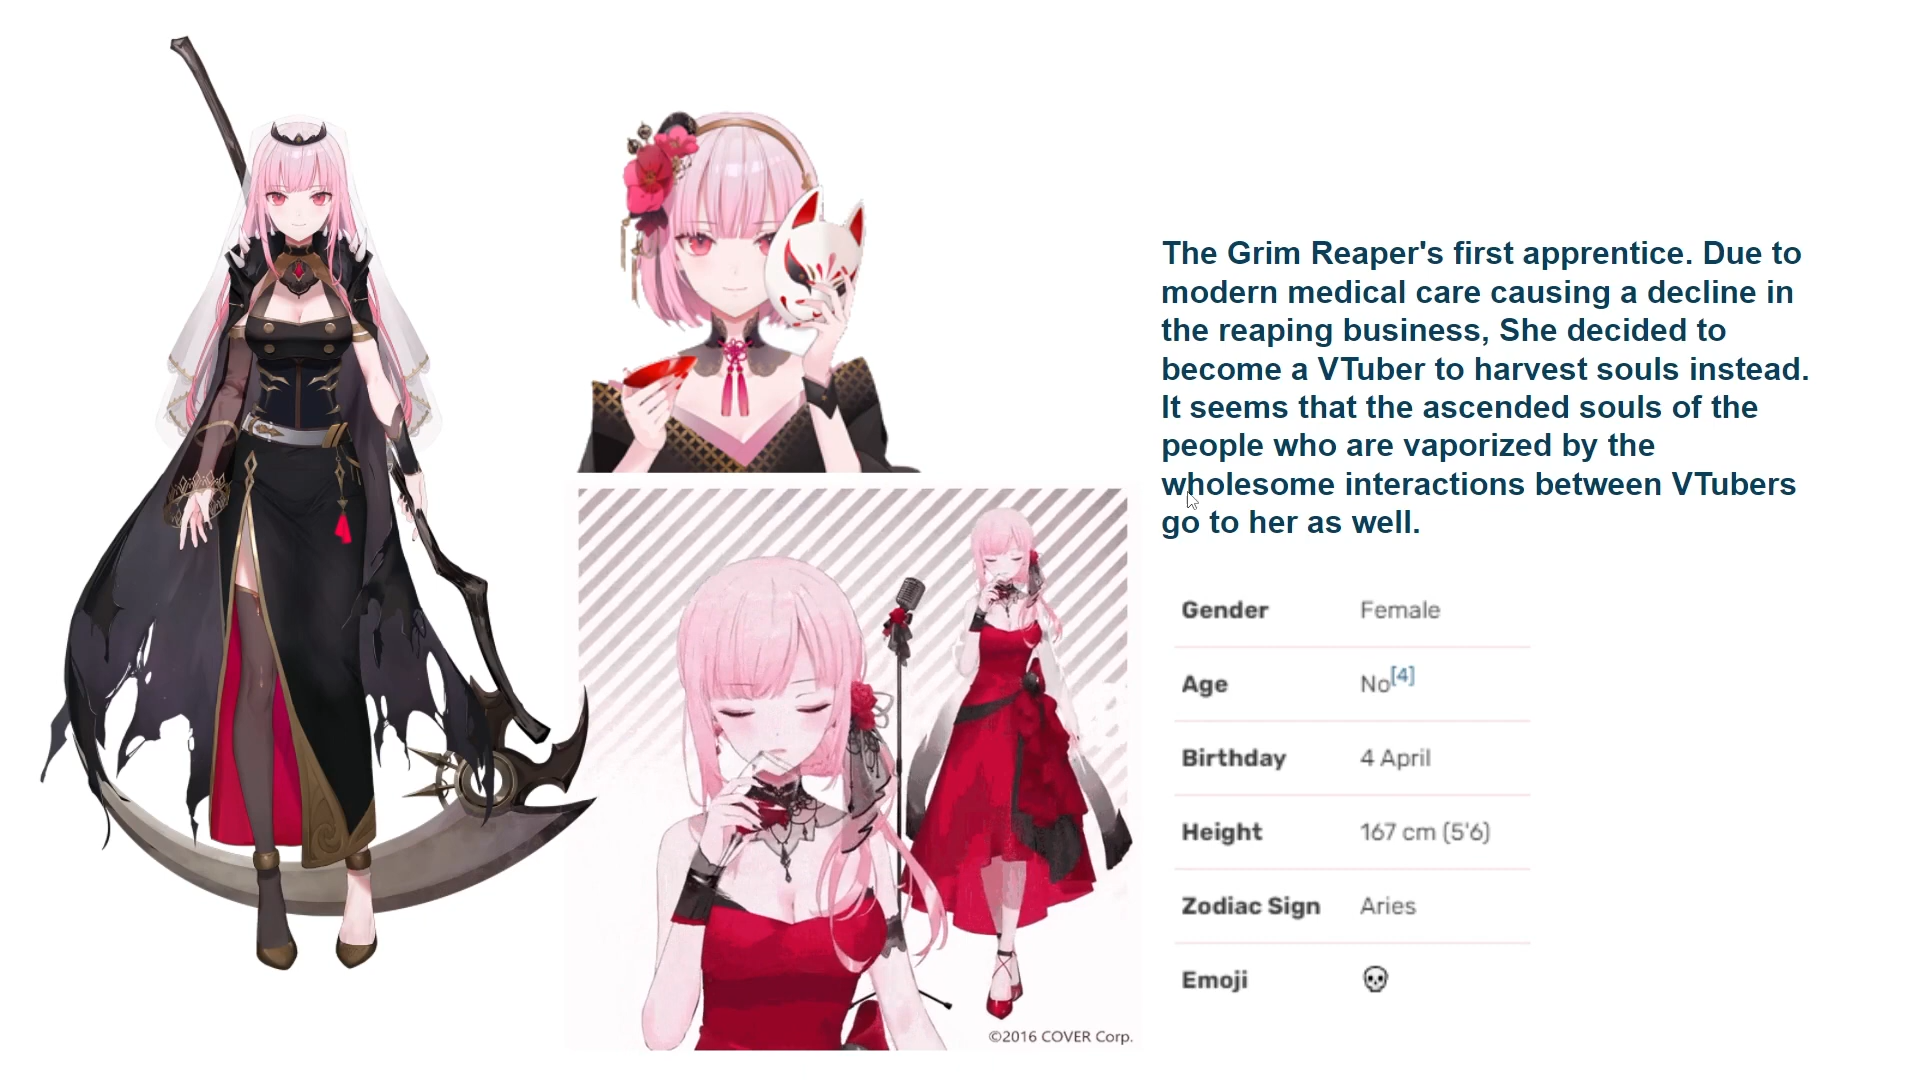 The Grim Reaper's first apprentice. Due to
modern medical care causing a decline in
the reaping business, She decided to
become a VTuber to harvest souls instead.
It seems that the ascended souls of the
people who are vaporized by the
wholesome interactions between VTubers
go to her as well.
Gender Female
Age No[4]
Birthday 4 April
Height 167 cm (5'6)
Zodiac Sign Aries
Emoji 💀
©2016 COVER Corp.